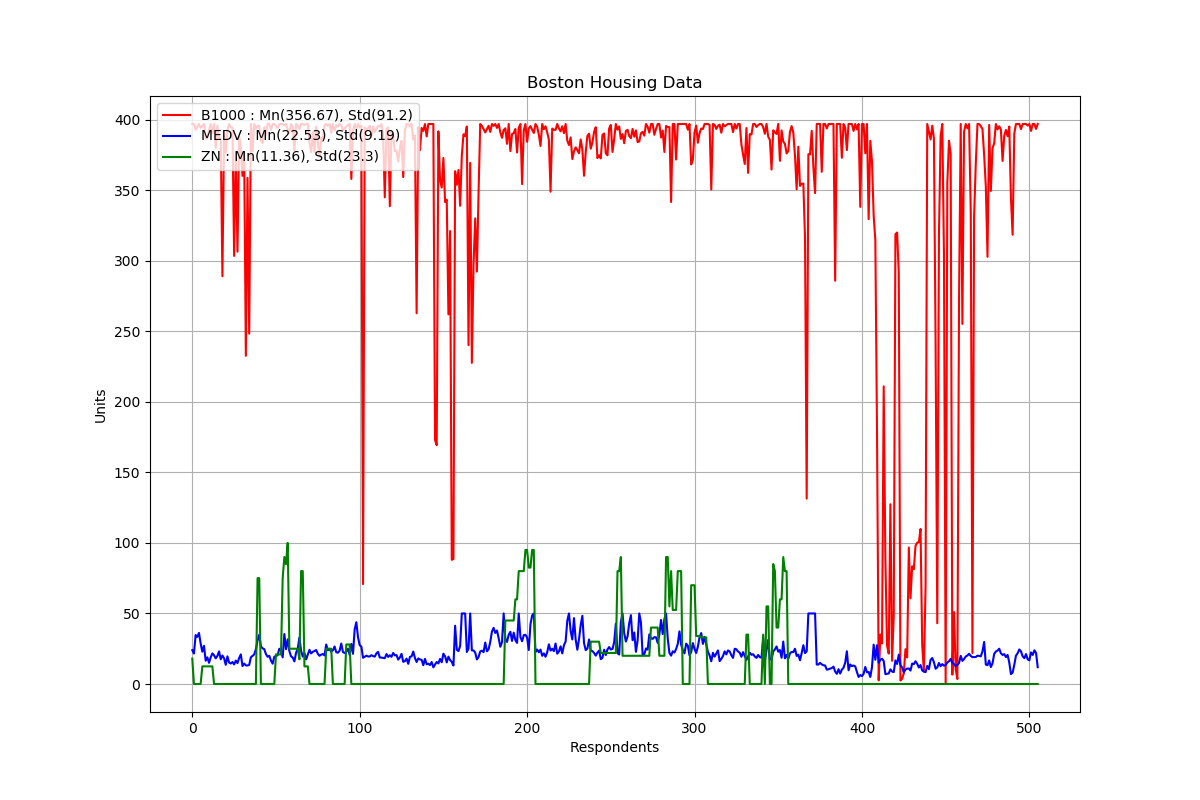 Boston Housing Data
B1000 : Mn(356.67), Std(91.2)
MEDV : Mn(22.53), Std(9.19)
ZN : Mn(11.36), Std(23.3)
400
350
300
250
200
150
100
50
0
Units
0 100 200 300 400 500
Respondents